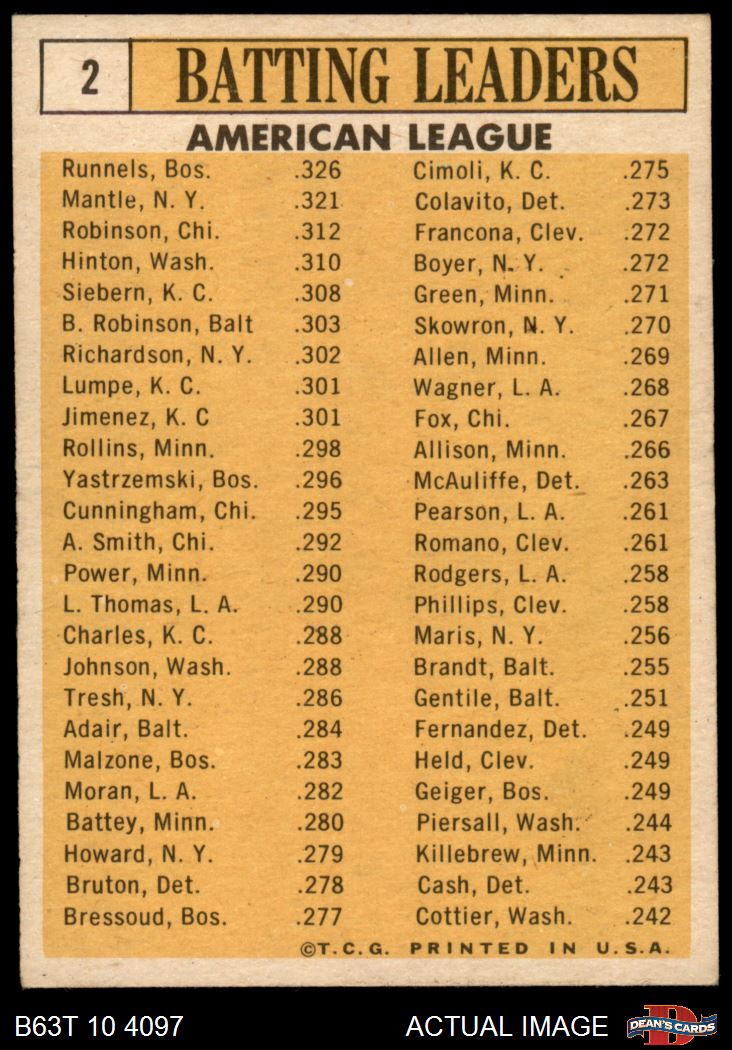 2
BATTING LEADERS
AMERICAN LEAGUE
Runnels, Bos. .326
Mantle, N. Y. .321
Robinson, Chi. .312
Hinton, Wash. .310
Siebern, K. C. .308
B. Robinson, Balt .303
Richardson, N. Y. .302
Lumpe, K. C. .301
Jimenez, K. C .301
Rollins, Minn. .298
Yastrzemski, Bos. .296
Cunningham, Chi. .295
A. Smith, Chi. .292
Power, Minn. .290
L. Thomas, L. A. .290
Charles, K. C. .288
Johnson, Wash. .288
Tresh, N. Y. .286
Adair, Balt. .284
Malzone, Bos. .283
Moran, L. A. .282
Battey, Minn. .280
Howard, N. Y. .279
Bruton, Det. .278
Bressoud, Bos. .277
Cimoli, K. C. .275
Colavito, Det. .273
Francona, Clev. .272
Boyer, N. Y. .272
Green, Minn. .271
Skowron, N. Y. .270
Allen, Minn. .269
Wagner, L. A. .268
Fox, Chi. .267
Allison, Minn. .266
McAuliffe, Det. .263
Pearson, L. A. .261
Romano, Clev. .261
Rodgers, L. A. .258
Phillips, Clev. .258
Maris, N. Y. .256
Brandt, Balt. .255
Gentile, Balt. .251
Fernandez, Det. .249
Held, Clev. .249
Geiger, Bos. .249
Piersall, Wash. .244
Killebrew, Minn. .243
Cash, Det. .243
Cottier, Wash. .242
©T.C.G. PRINTED IN U.S.A.
B63T 10 4097
ACTUAL IMAGE
D
DEAN'S CARDS